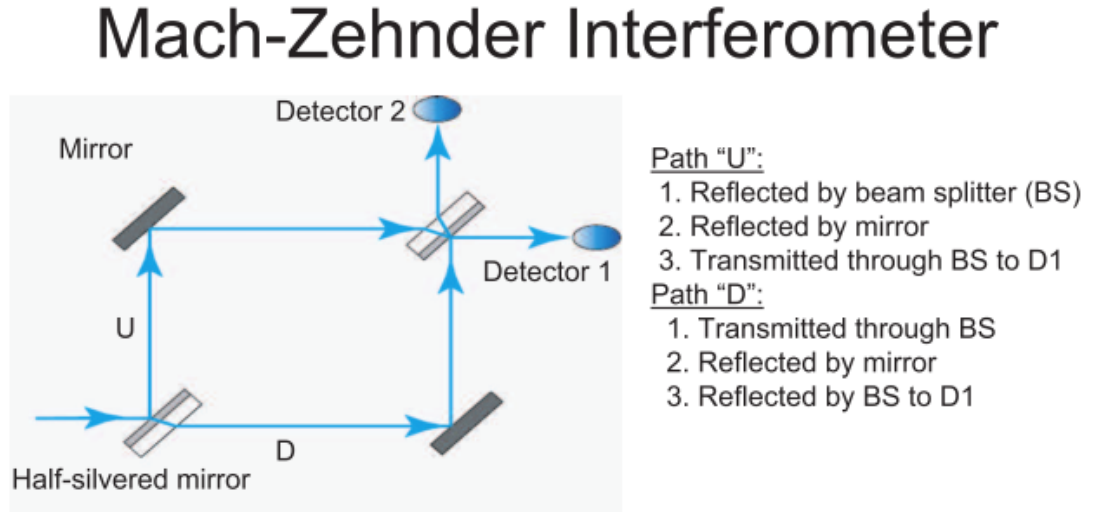 Mach-Zehnder Interferometer
Detector 2
Mirror
Detector 1
U
D
Half-silvered mirror
Path “U”:
1. Reflected by beam splitter (BS)
2. Reflected by mirror
3. Transmitted through BS to D1
Path “D”:
1. Transmitted through BS
2. Reflected by mirror
3. Reflected by BS to D1